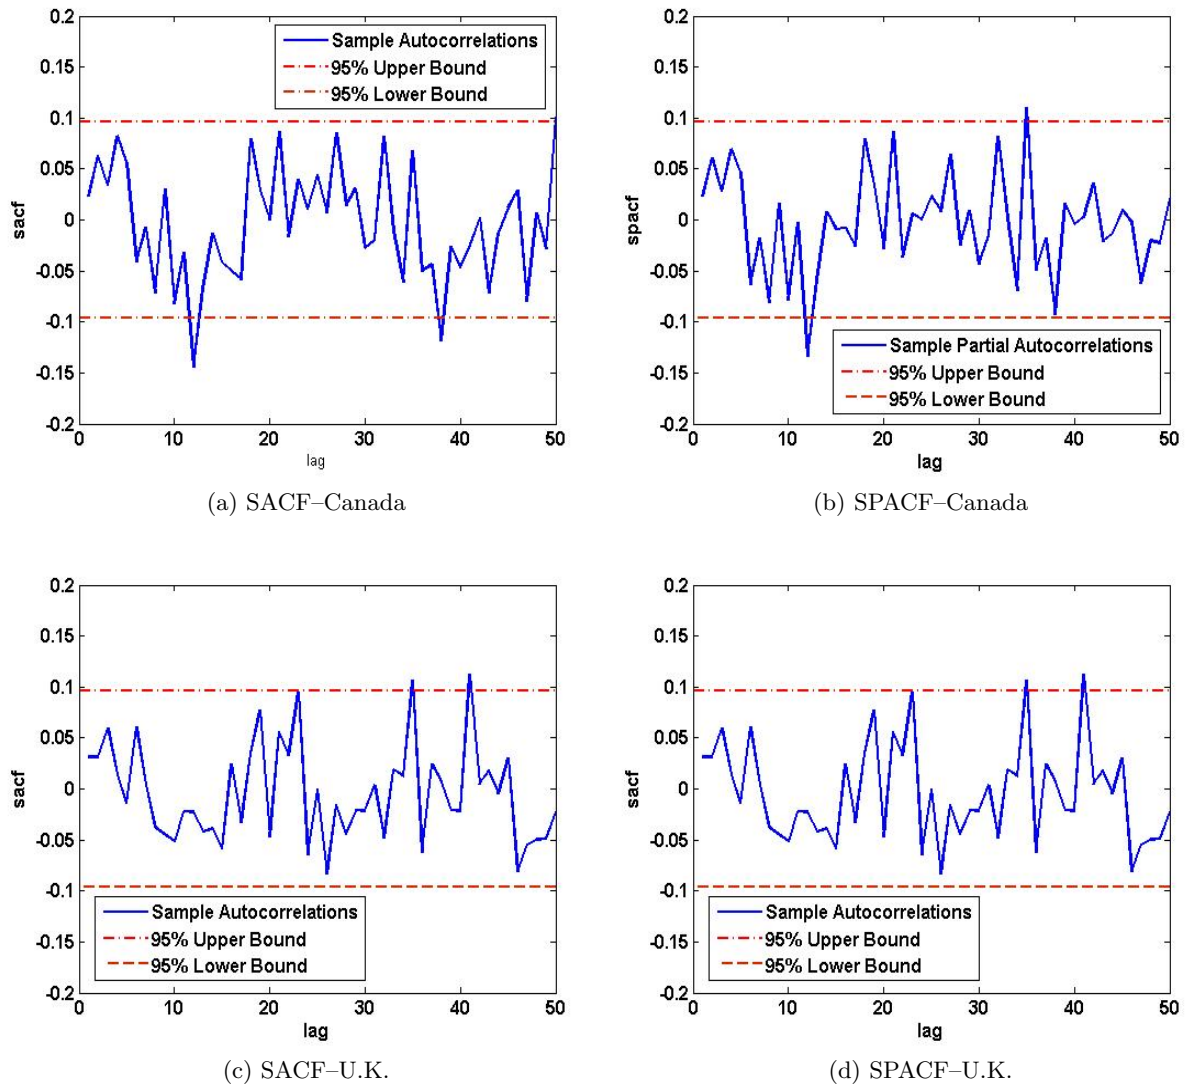 0.2
0.15
0.1
0.05
0
-0.05
-0.1
-0.15
-0.2
sacf
Sample Autocorrelations
95% Upper Bound
95% Lower Bound
0 10 20 30 40 50
lag
(a) SACF–Canada
0.2
0.15
0.1
0.05
0
-0.05
-0.1
-0.15
-0.2
spacf
Sample Partial Autocorrelations
95% Upper Bound
95% Lower Bound
0 10 20 30 40 50
lag
(b) SPACF–Canada
0.2
0.15
0.1
0.05
0
-0.05
-0.1
-0.15
-0.2
sacf
Sample Autocorrelations
95% Upper Bound
95% Lower Bound
0 10 20 30 40 50
lag
(c) SACF–U.K.
0.2
0.15
0.1
0.05
0
-0.05
-0.1
-0.15
-0.2
sacf
Sample Autocorrelations
95% Upper Bound
95% Lower Bound
0 10 20 30 40 50
lag
(d) SPACF–U.K.